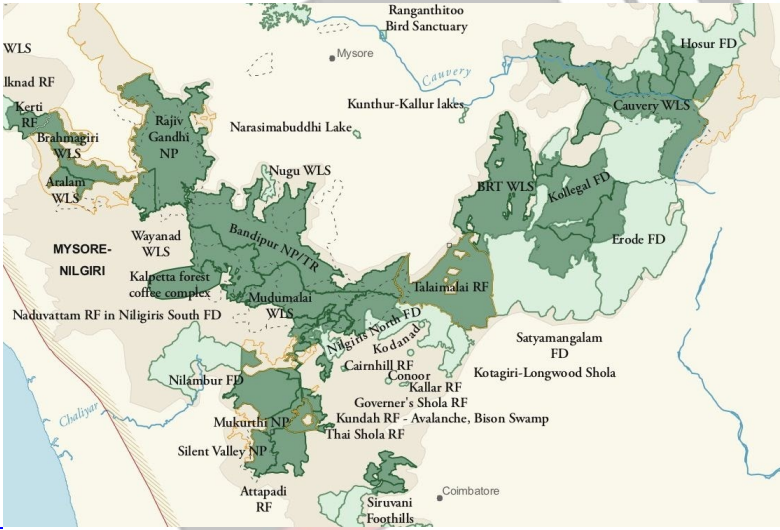 Ranganthitoo
Bird Sanctuary
Hosur FD
WLS
Mysore
Cauvery
lknad RF
Kunthur-Kallur lakes
Cauvery WLS
Kerti
RF
Rajiv
Gandhi
NP
Narasimabuddhi Lake
Brahmagiri
WLS
Nugu WLS
Aralam
WLS
BRT WLS
Kollegal FD
Wayanad
WLS
Bandipur NP/TR
Erode FD
MYSORE-
NILGIRI
Kalpetta forest
coffee complex
Mudumalai
WLS
Talaimalai RF
Naduvattam RF in Niligiris South FD
Nilgiris North FD
Kodanad
Satyamangalam
FD
Cairnhill RF
Conoor
Kotagiri-Longwood Shola
Nilambur FD
Kallar RF
Governer's Shola RF
Chaliyar
Mukurthi NP
Kundah RF - Avalanche, Bison Swamp
Thai Shola RF
Silent Valley NP
Attapadi
RF
Coimbatore
Siruvani
Foothills